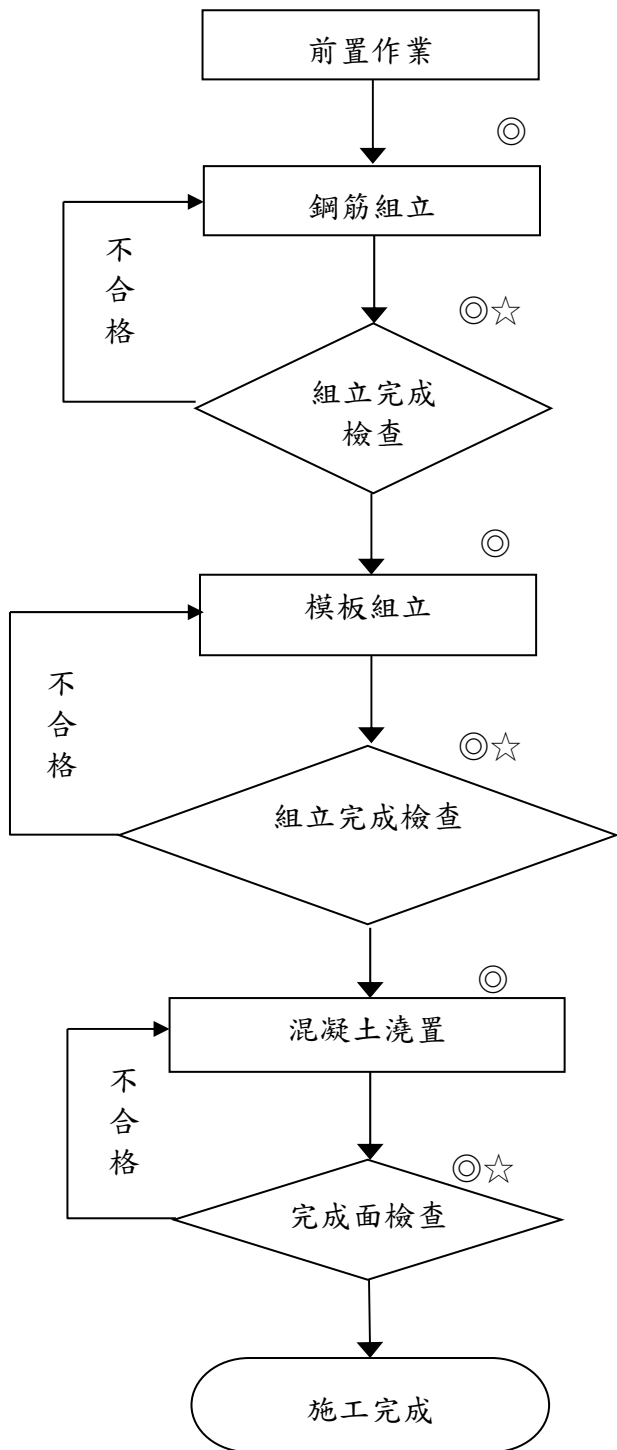 前置作業
◎
鋼筋組立
不合格
◎☆
組立完成
檢查
◎
模板組立
不合格
◎☆
組立完成檢查
◎
混凝土澆置
不合格
◎☆
完成面檢查
施工完成